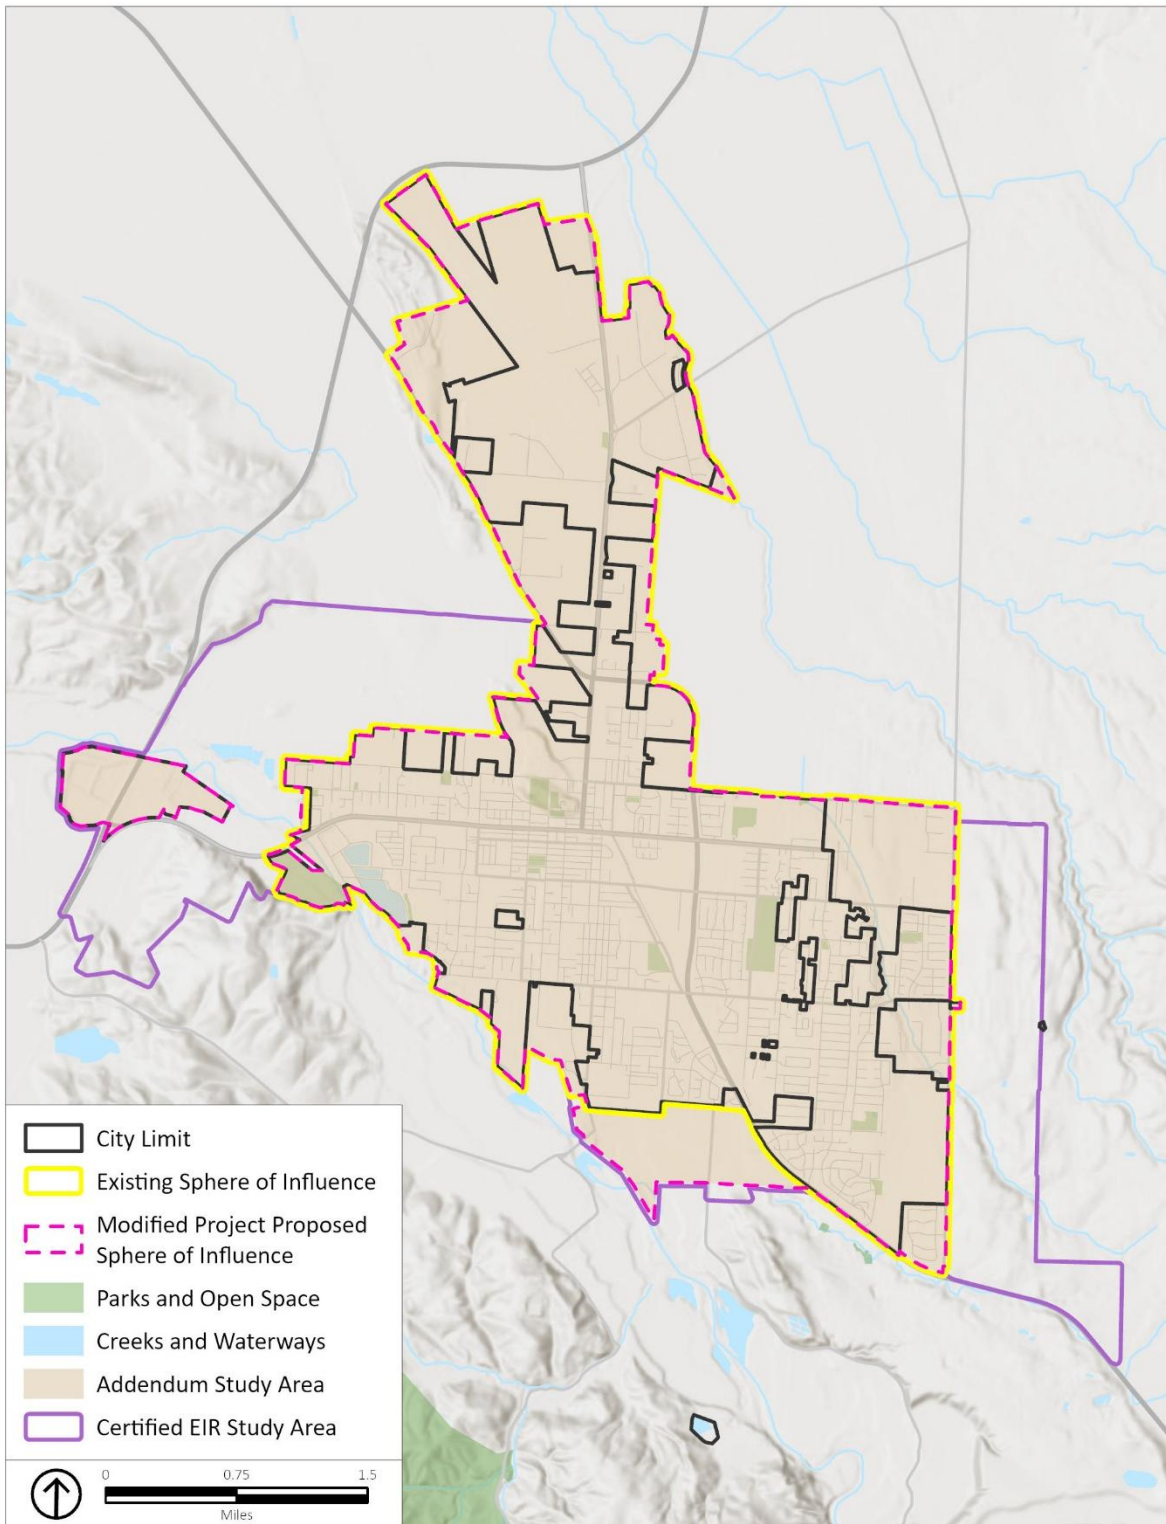 City Limit
Existing Sphere of Influence
Modified Project Proposed
Sphere of Influence
Parks and Open Space
Creeks and Waterways
Addendum Study Area
Certified EIR Study Area
0 0.75 1.5
Miles